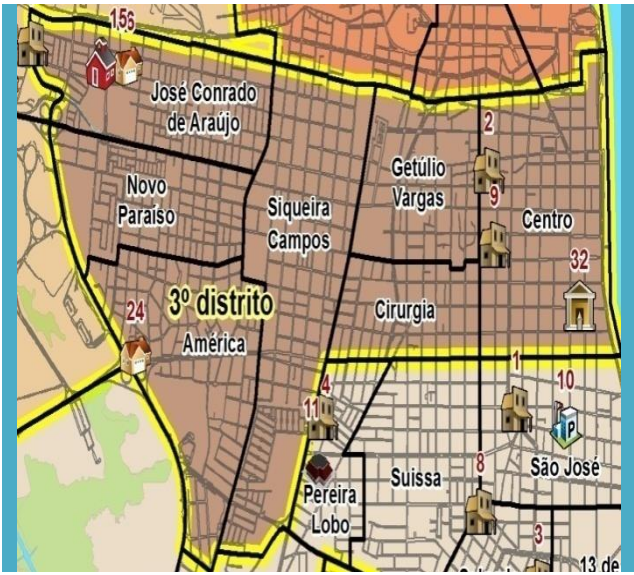 156
José Conrado
de Araújo
2
Getúlio
Vargas
Novo
Paraíso
9
Siqueira
Campos
Centro
32
3º distrito
24
Cirurgia
América
1
4
10
11
8
São José
Suissa
Pereira
Lobo
3
13 de